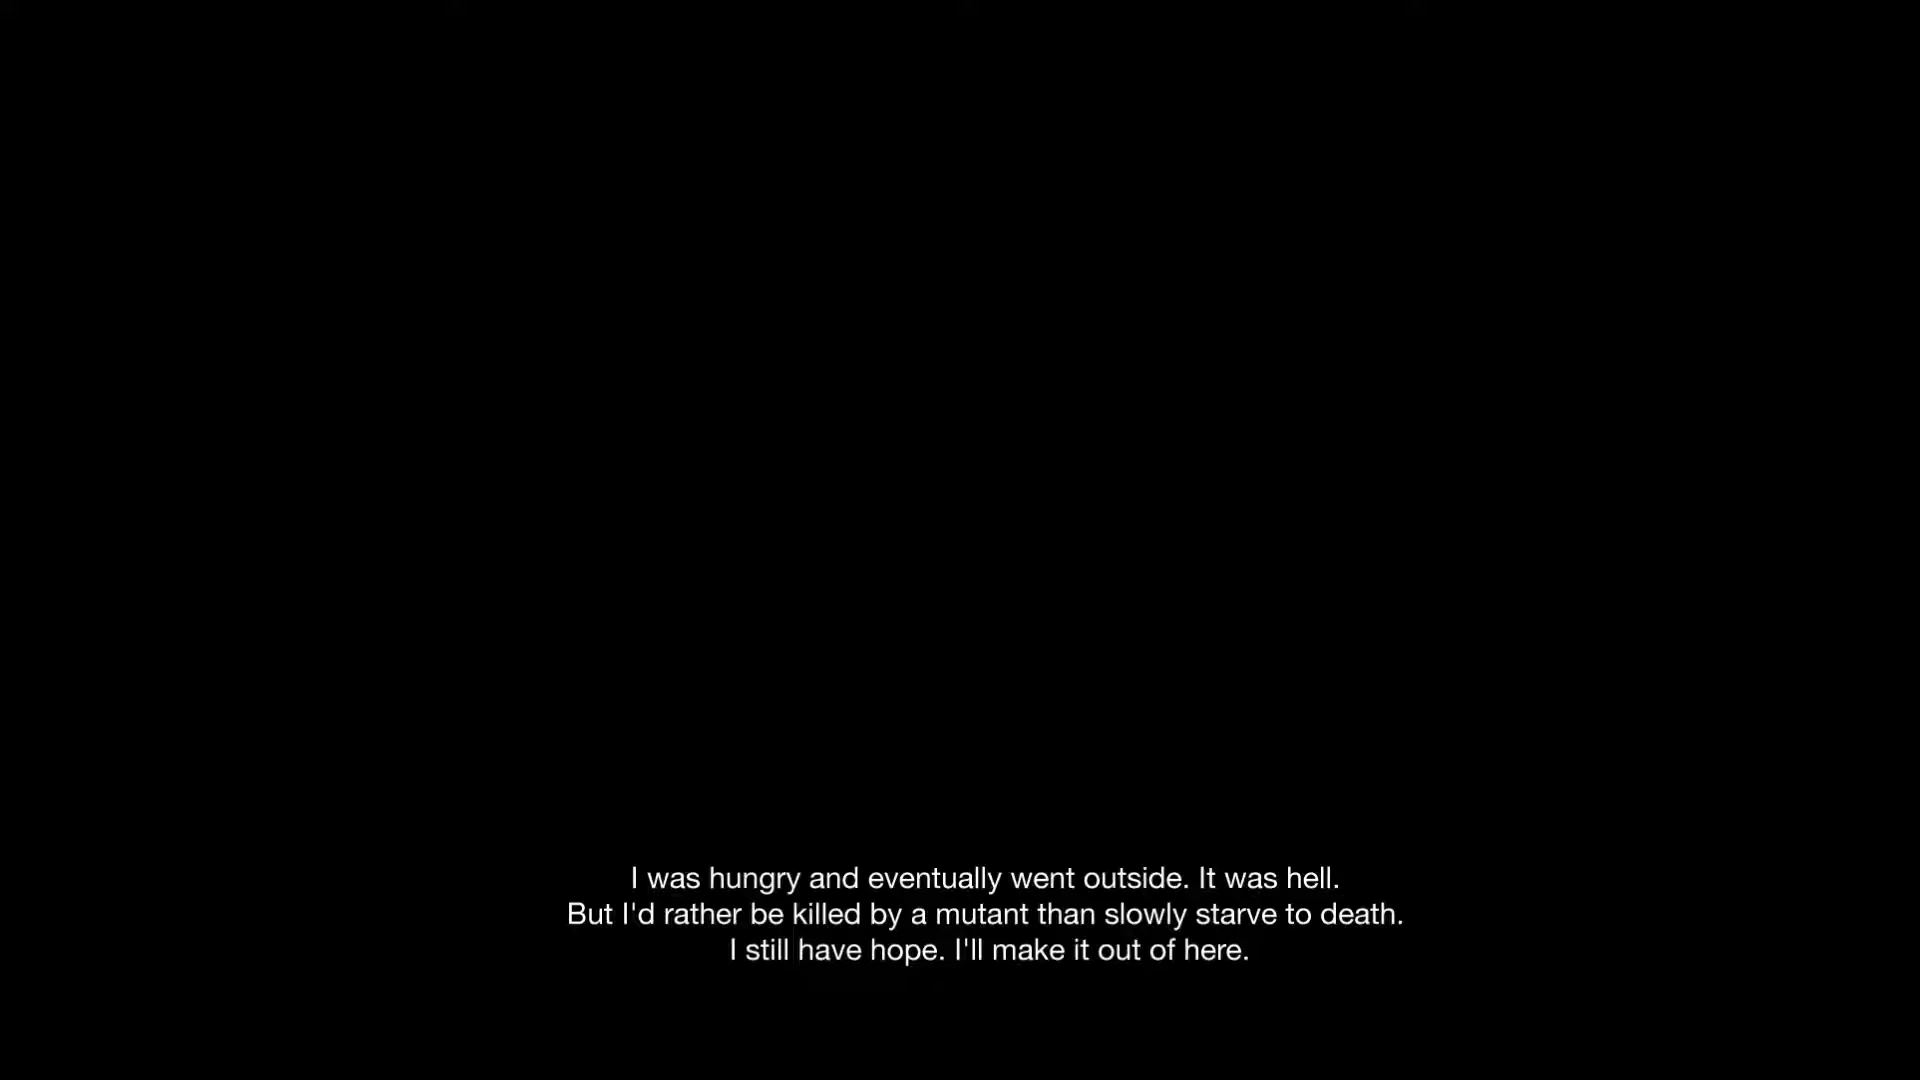 I was hungry and eventually went outside. It was hell.
But I'd rather be killed by a mutant than slowly starve to death.
I still have hope. I'll make it out of here.